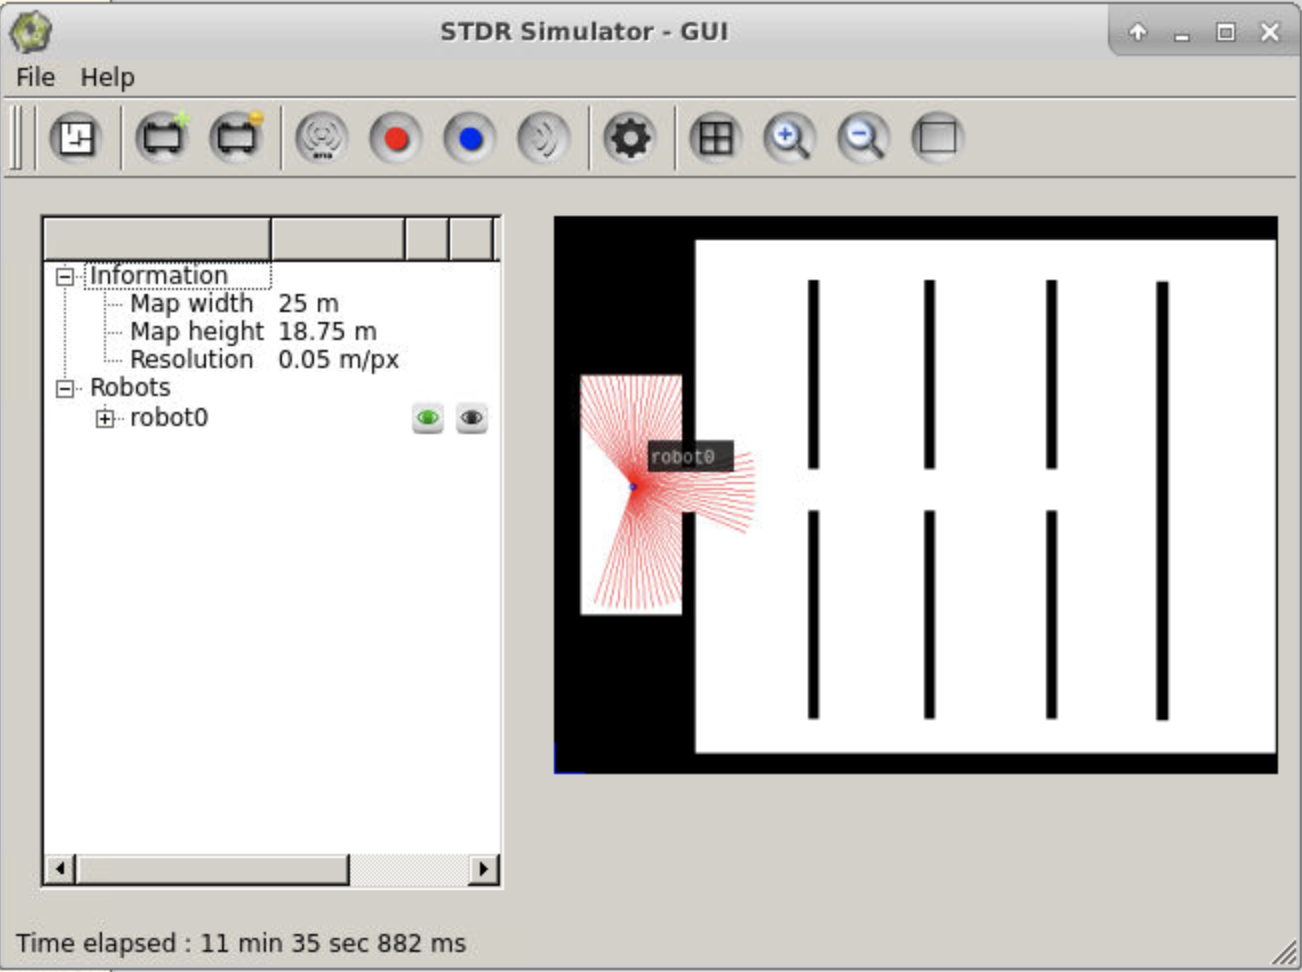 STDR Simulator - GUI
File Help
Information
Map width 25 m
Map height 18.75 m
Resolution 0.05 m/px
Robots
robot0
robot0
Time elapsed : 11 min 35 sec 882 ms